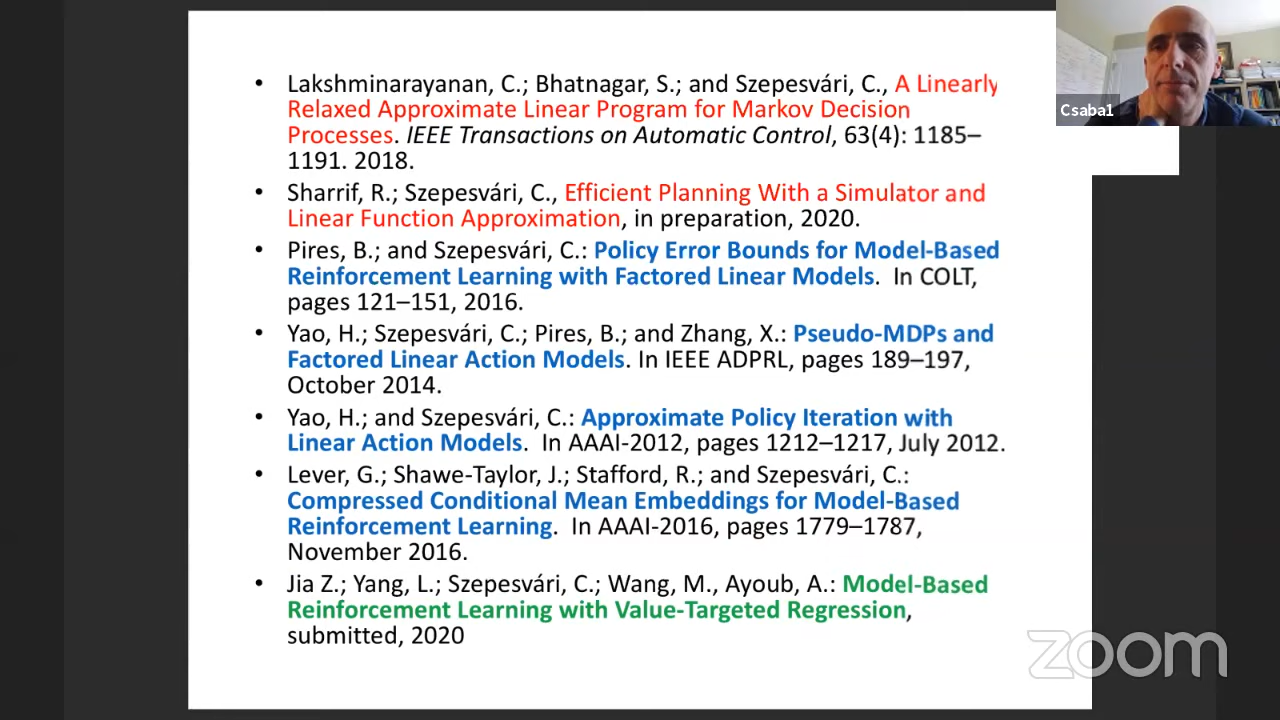 • Lakshminarayanan, C.; Bhatnagar, S.; and Szepesvári, C., A Linearly
Relaxed Approximate Linear Program for Markov Decision
Processes. IEEE Transactions on Automatic Control, 63(4): 1185–
1191. 2018.
• Sharrif, R.; Szepesvári, C., Efficient Planning With a Simulator and
Linear Function Approximation, in preparation, 2020.
• Pires, B.; and Szepesvári, C.: Policy Error Bounds for Model-Based
Reinforcement Learning with Factored Linear Models. In COLT,
pages 121–151, 2016.
• Yao, H.; Szepesvári, C.; Pires, B.; and Zhang, X.: Pseudo-MDPs and
Factored Linear Action Models. In IEEE ADPRL, pages 189–197,
October 2014.
• Yao, H.; and Szepesvári, C.: Approximate Policy Iteration with
Linear Action Models. In AAAI-2012, pages 1212–1217, July 2012.
• Lever, G.; Shawe-Taylor, J.; Stafford, R.; and Szepesvári, C.:
Compressed Conditional Mean Embeddings for Model-Based
Reinforcement Learning. In AAAI-2016, pages 1779–1787,
November 2016.
• Jia Z.; Yang, L.; Szepesvári, C.; Wang, M., Ayoub, A.: Model-Based
Reinforcement Learning with Value-Targeted Regression,
submitted, 2020
Csaba1
zoom